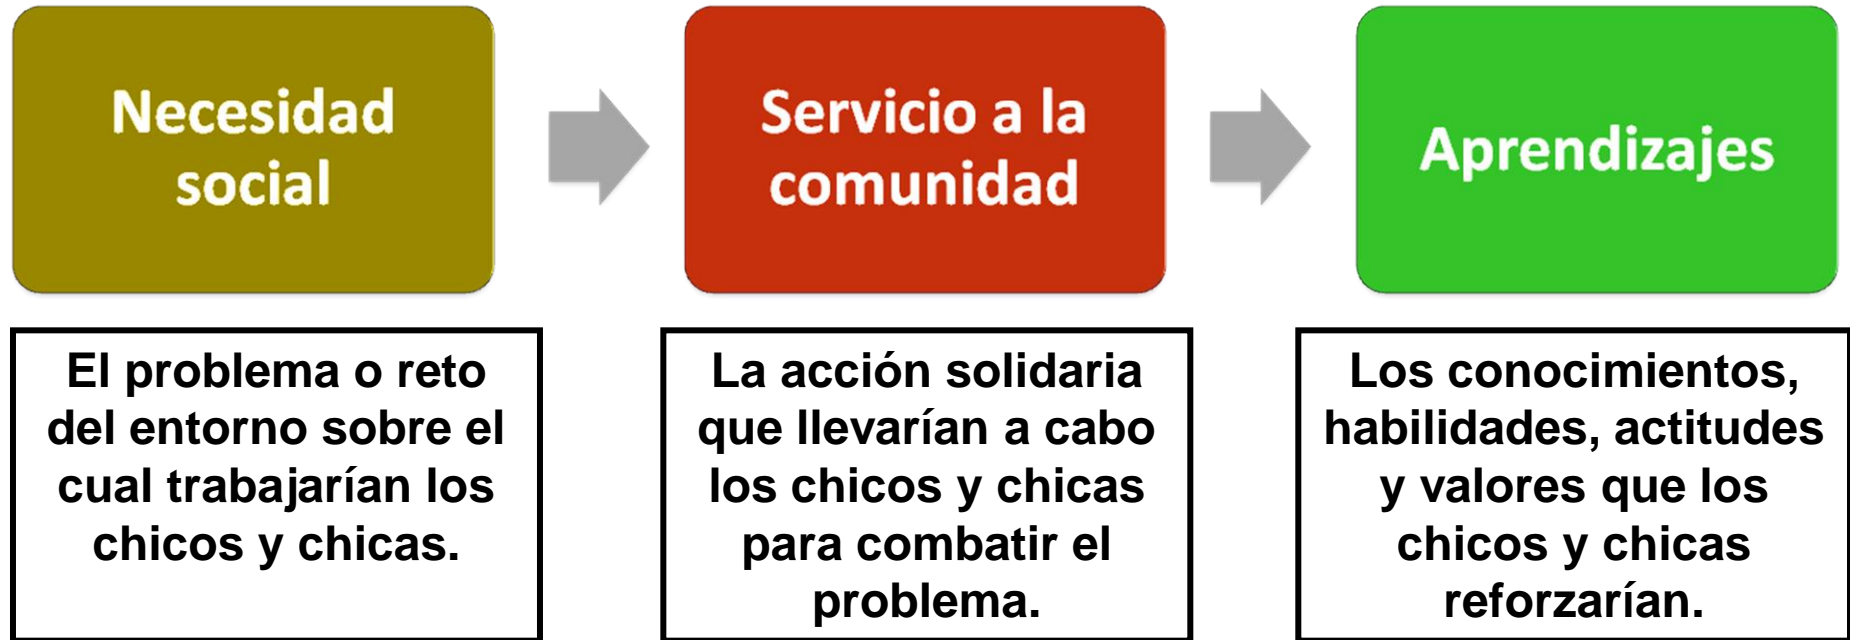 Necesidad
social
Servicio a la
comunidad
Aprendizajes
El problema o reto
del entorno sobre el
cual trabajarían los
chicos y chicas.
La acción solidaria
que llevarían a cabo
los chicos y chicas
para combatir el
problema.
Los conocimientos,
habilidades, actitudes
y valores que los
chicos y chicas
reforzarían.